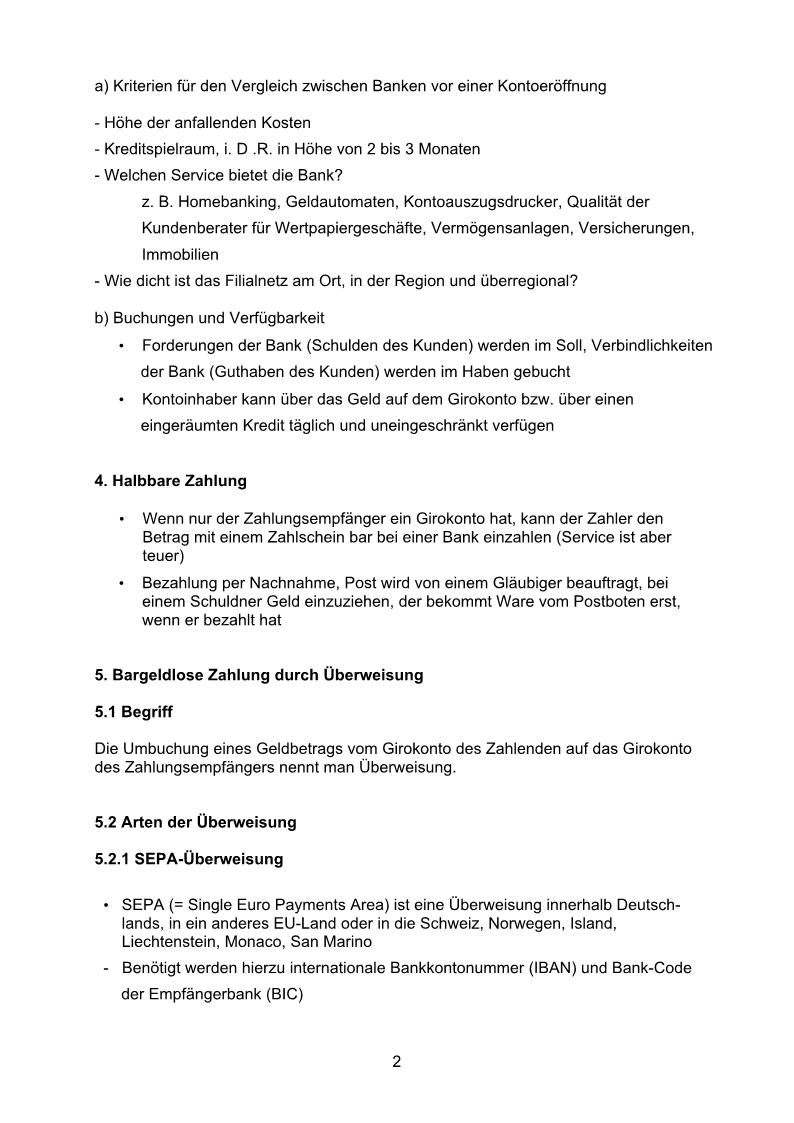 a) Kriterien für den Vergleich zwischen Banken vor einer Kontoeröffnung
- Höhe der anfallenden Kosten
- Kreditspielraum, i. D .R. in Höhe von 2 bis 3 Monaten
- Welchen Service bietet die Bank?
z. B. Homebanking, Geldautomaten, Kontoauszugsdrucker, Qualität der
Kundenberater für Wertpapiergeschäfte, Vermögensanlagen, Versicherungen,
Immobilien
- Wie dicht ist das Filialnetz am Ort, in der Region und überregional?
b) Buchungen und Verfügbarkeit
• Forderungen der Bank (Schulden des Kunden) werden im Soll, Verbindlichkeiten
der Bank (Guthaben des Kunden) werden im Haben gebucht
• Kontoinhaber kann über das Geld auf dem Girokonto bzw. über einen
eingeräumten Kredit täglich und uneingeschränkt verfügen
4. Halbbare Zahlung
• Wenn nur der Zahlungsempfänger ein Girokonto hat, kann der Zahler den
Betrag mit einem Zahlschein bar bei einer Bank einzahlen (Service ist aber
teuer)
• Bezahlung per Nachnahme, Post wird von einem Gläubiger beauftragt, bei
einem Schuldner Geld einzuziehen, der bekommt Ware vom Postboten erst,
wenn er bezahlt hat
5. Bargeldlose Zahlung durch Überweisung
5.1 Begriff
Die Umbuchung eines Geldbetrags vom Girokonto des Zahlenden auf das Girokonto
des Zahlungsempfängers nennt man Überweisung.
5.2 Arten der Überweisung
5.2.1 SEPA-Überweisung
• SEPA (= Single Euro Payments Area) ist eine Überweisung innerhalb Deutsch-
lands, in ein anderes EU-Land oder in die Schweiz, Norwegen, Island,
Liechtenstein, Monaco, San Marino
- Benötigt werden hierzu internationale Bankkontonummer (IBAN) und Bank-Code
der Empfängerbank (BIC)
2